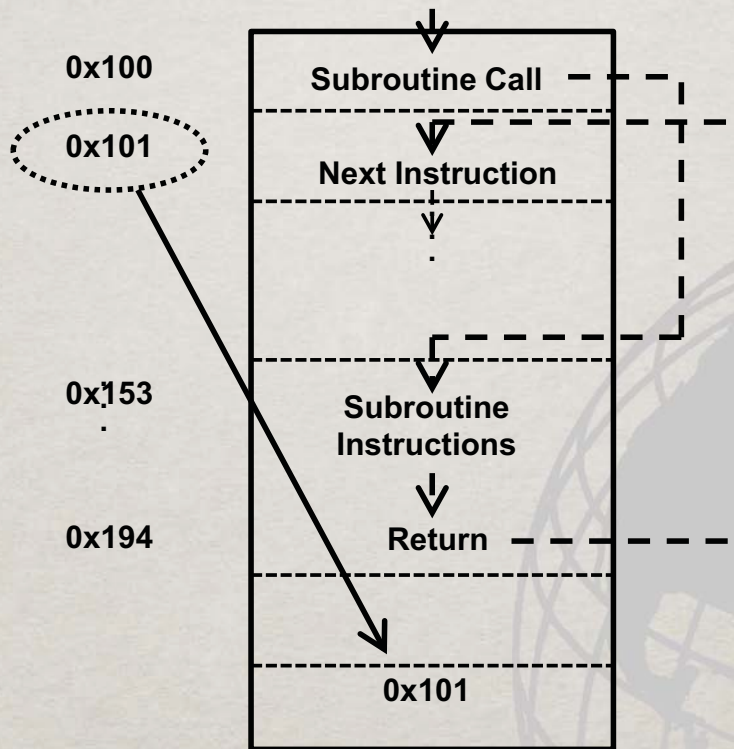 0x100
Subroutine Call
0x101
Next Instruction
.
.
0x153
:
.
Subroutine
Instructions
0x194
Return
0x101